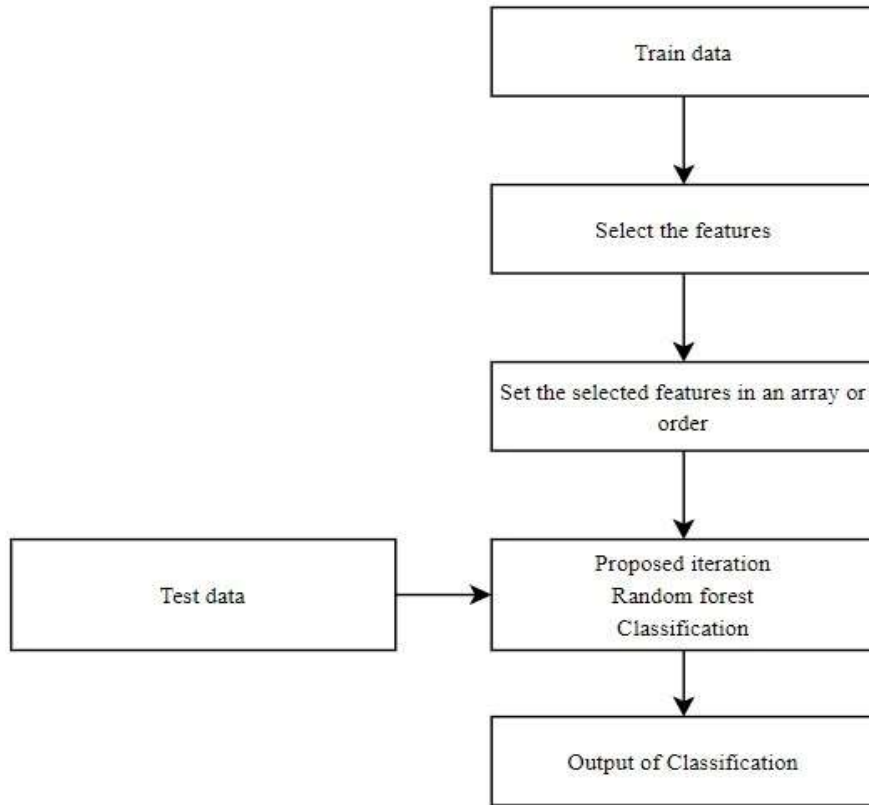 Train data
Select the features
Set the selected features in an array or
order
Test data
Proposed iteration
Random forest
Classification
Output of Classification